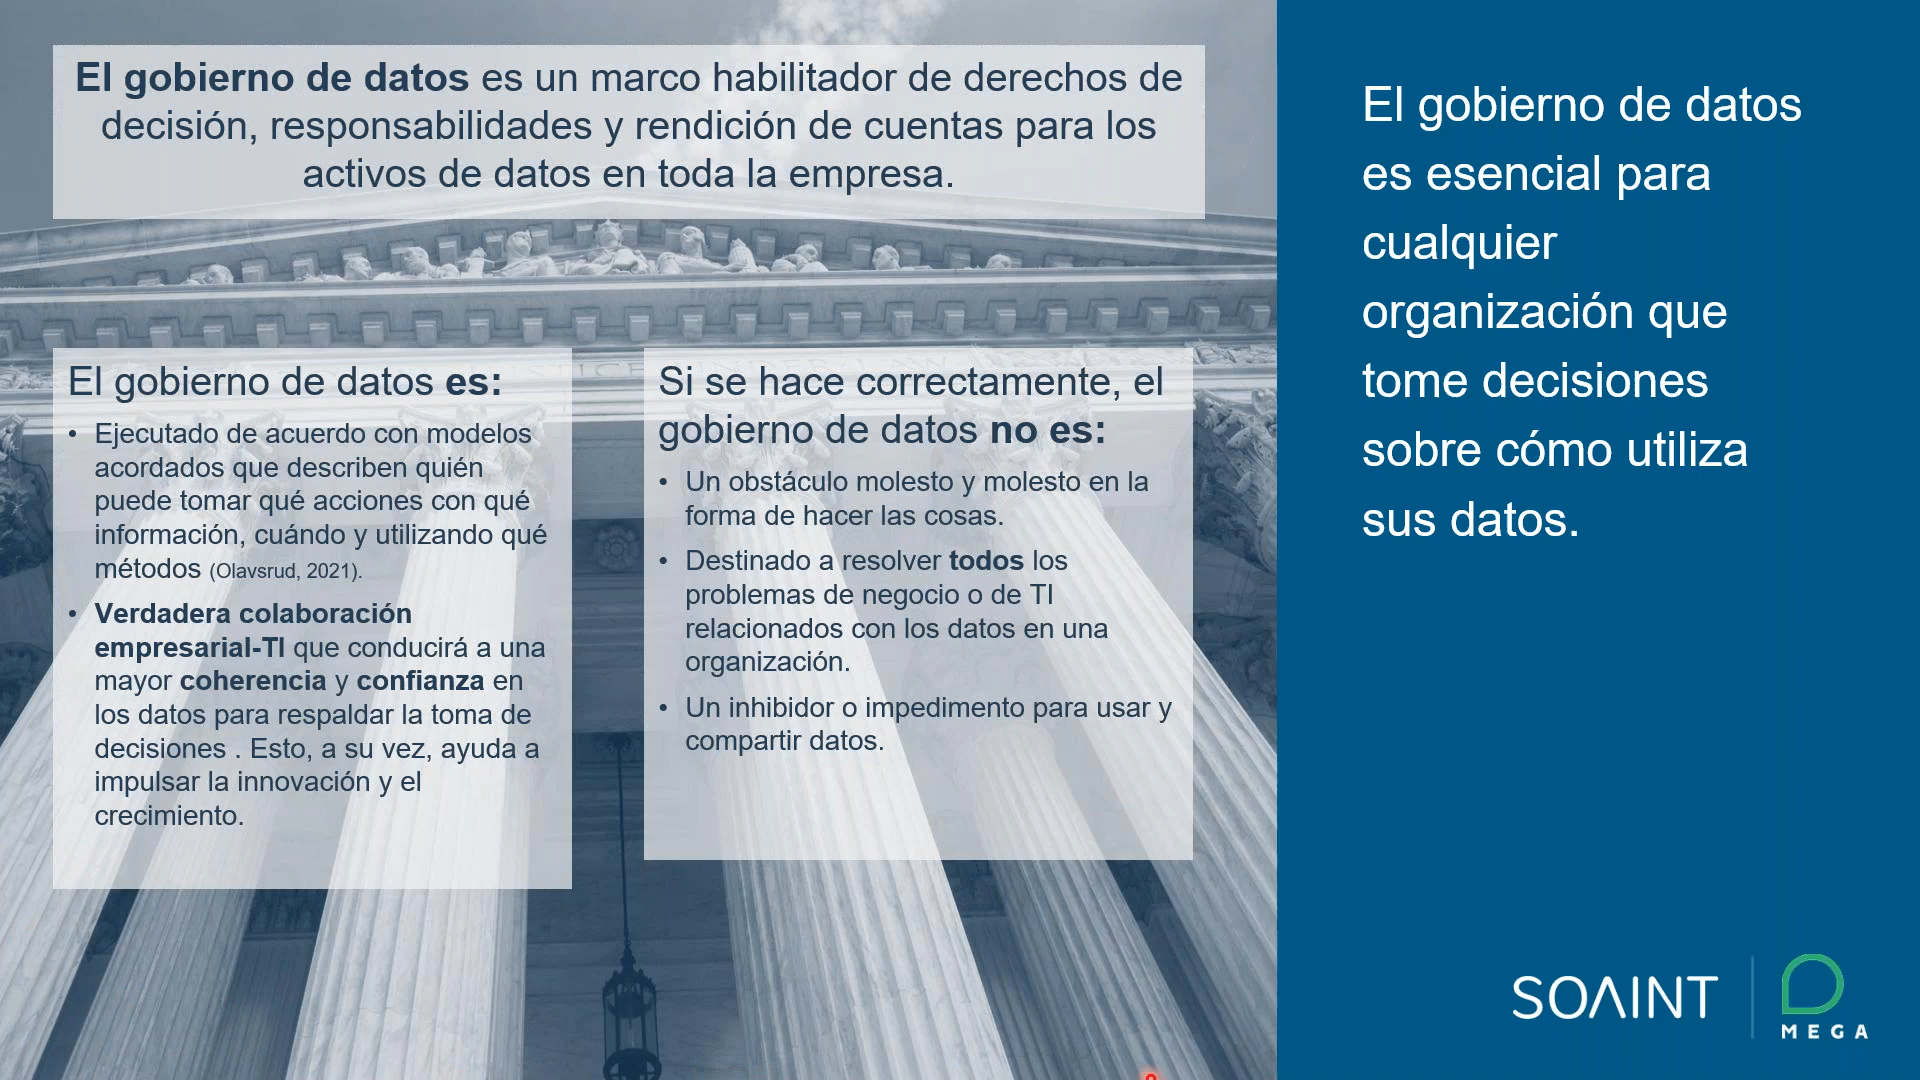 El gobierno de datos es un marco habilitador de derechos de
decisión, responsabilidades y rendición de cuentas para los
activos de datos en toda la empresa.
El gobierno de datos es:
• Ejecutado de acuerdo con modelos
acordados que describen quién
puede tomar qué acciones con qué
información, cuándo y utilizando qué
métodos (Olavsrud, 2021).
• Verdadera colaboración
empresarial-TI que conducirá a una
mayor coherencia y confianza en
los datos para respaldar la toma de
decisiones . Esto, a su vez, ayuda a
impulsar la innovación y el
crecimiento.
Si se hace correctamente, el
gobierno de datos no es:
• Un obstáculo molesto y molesto en la
forma de hacer las cosas.
• Destinado a resolver todos los
problemas de negocio o de TI
relacionados con los datos en una
organización.
• Un inhibidor o impedimento para usar y
compartir datos.
El gobierno de datos
es esencial para
cualquier
organización que
tome decisiones
sobre cómo utiliza
sus datos.
SOAINT
MEGA